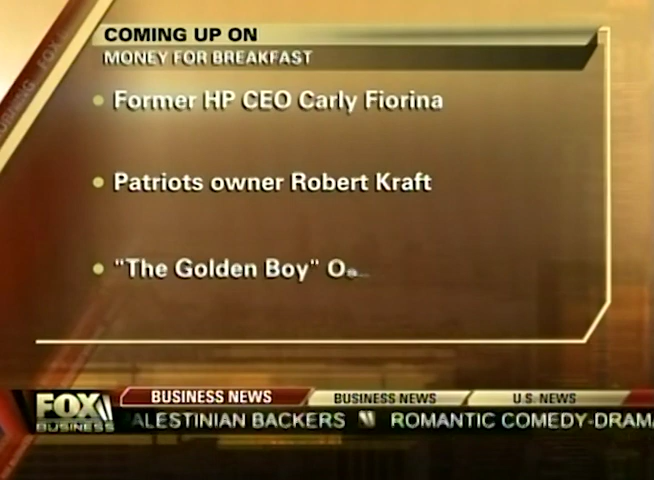 COMING UP ON
MONEY FOR BREAKFAST
• Former HP CEO Carly Fiorina
• Patriots owner Robert Kraft
• "The Golden Boy" O
FOX
BUSINESS
BUSINESS NEWS
BUSINESS NEWS
U.S. NEWS
ALESTINIAN BACKERS ROMANTIC COMEDY-DRAM
FOX